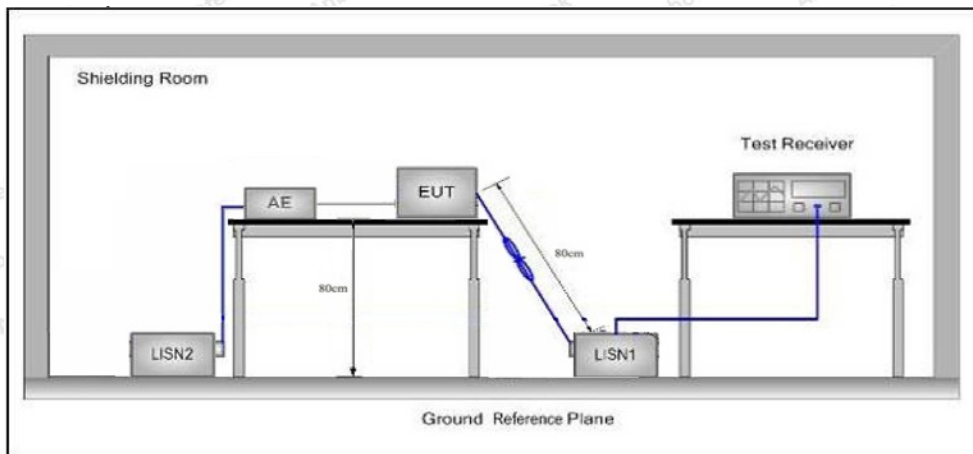 Shielding Room
Test Receiver
AE
EUT
80cm
80cm
LISN2
LISN1
Ground Reference Plane